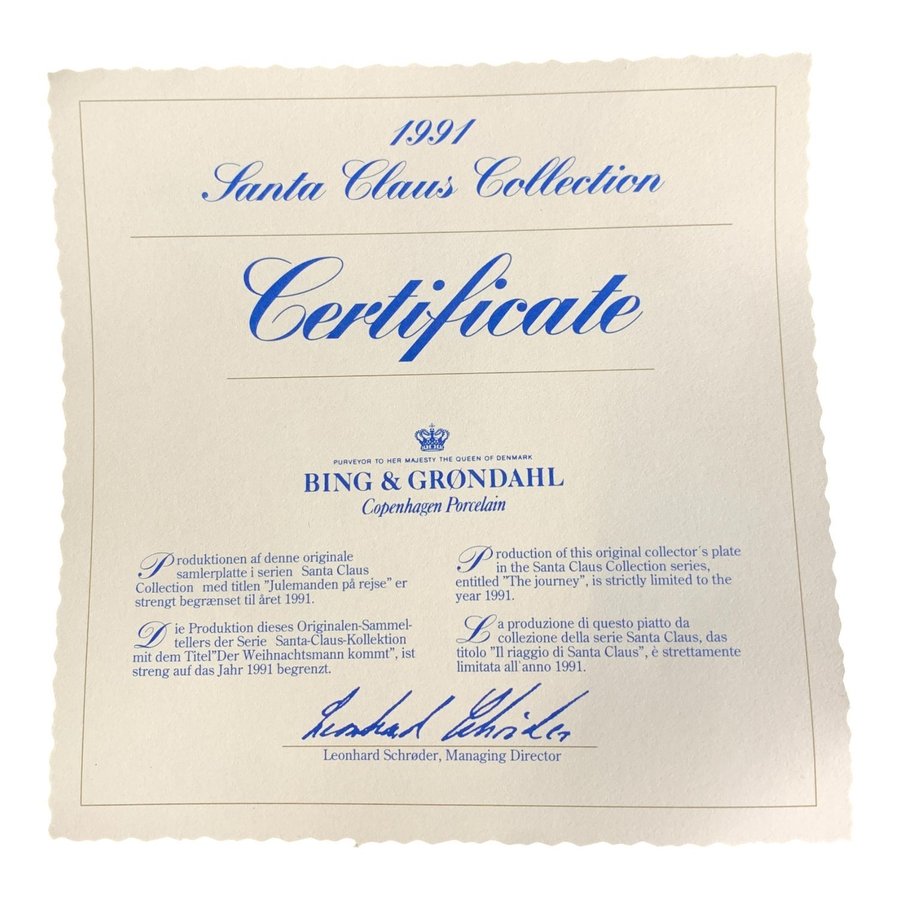 1991
Santa Claus Collection
Certificate
PURVEYOR TO HER MAJESTY THE QUEEN OF DENMARK
BING & GRØNDAHL
Copenhagen Porcelain
Produktionen af denne originale
samlerplatte i serien Santa Claus
Collection med titlen "Julemanden på rejse" er
strengt begrænset til året 1991.
Die Produktion dieses Originalen-Sammel-
tellers der Serie Santa-Claus-Kollektion
mit dem Titel"Der Weihnachtsmann kommt", ist
streng auf das Jahr 1991 begrenzt.
Production of this original collector´s plate
in the Santa Claus Collection series,
entitled "The journey", is strictly limited to the
year 1991.
La produzione di questo piatto da
collezione della serie Santa Claus, das
titolo "Il riaggio di Santa Claus", è strettamente
limitata all´anno 1991.
Leonhard Schrøder
Leonhard Schrøder, Managing Director